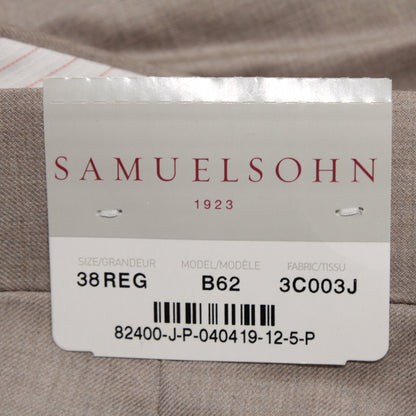 SAMUELSOHN
1923
SIZE/GRANDEUR MODEL/MODÈLE FABRIC/TISSU
38REG B62 3C003J
82400-J-P-040419-12-5-P